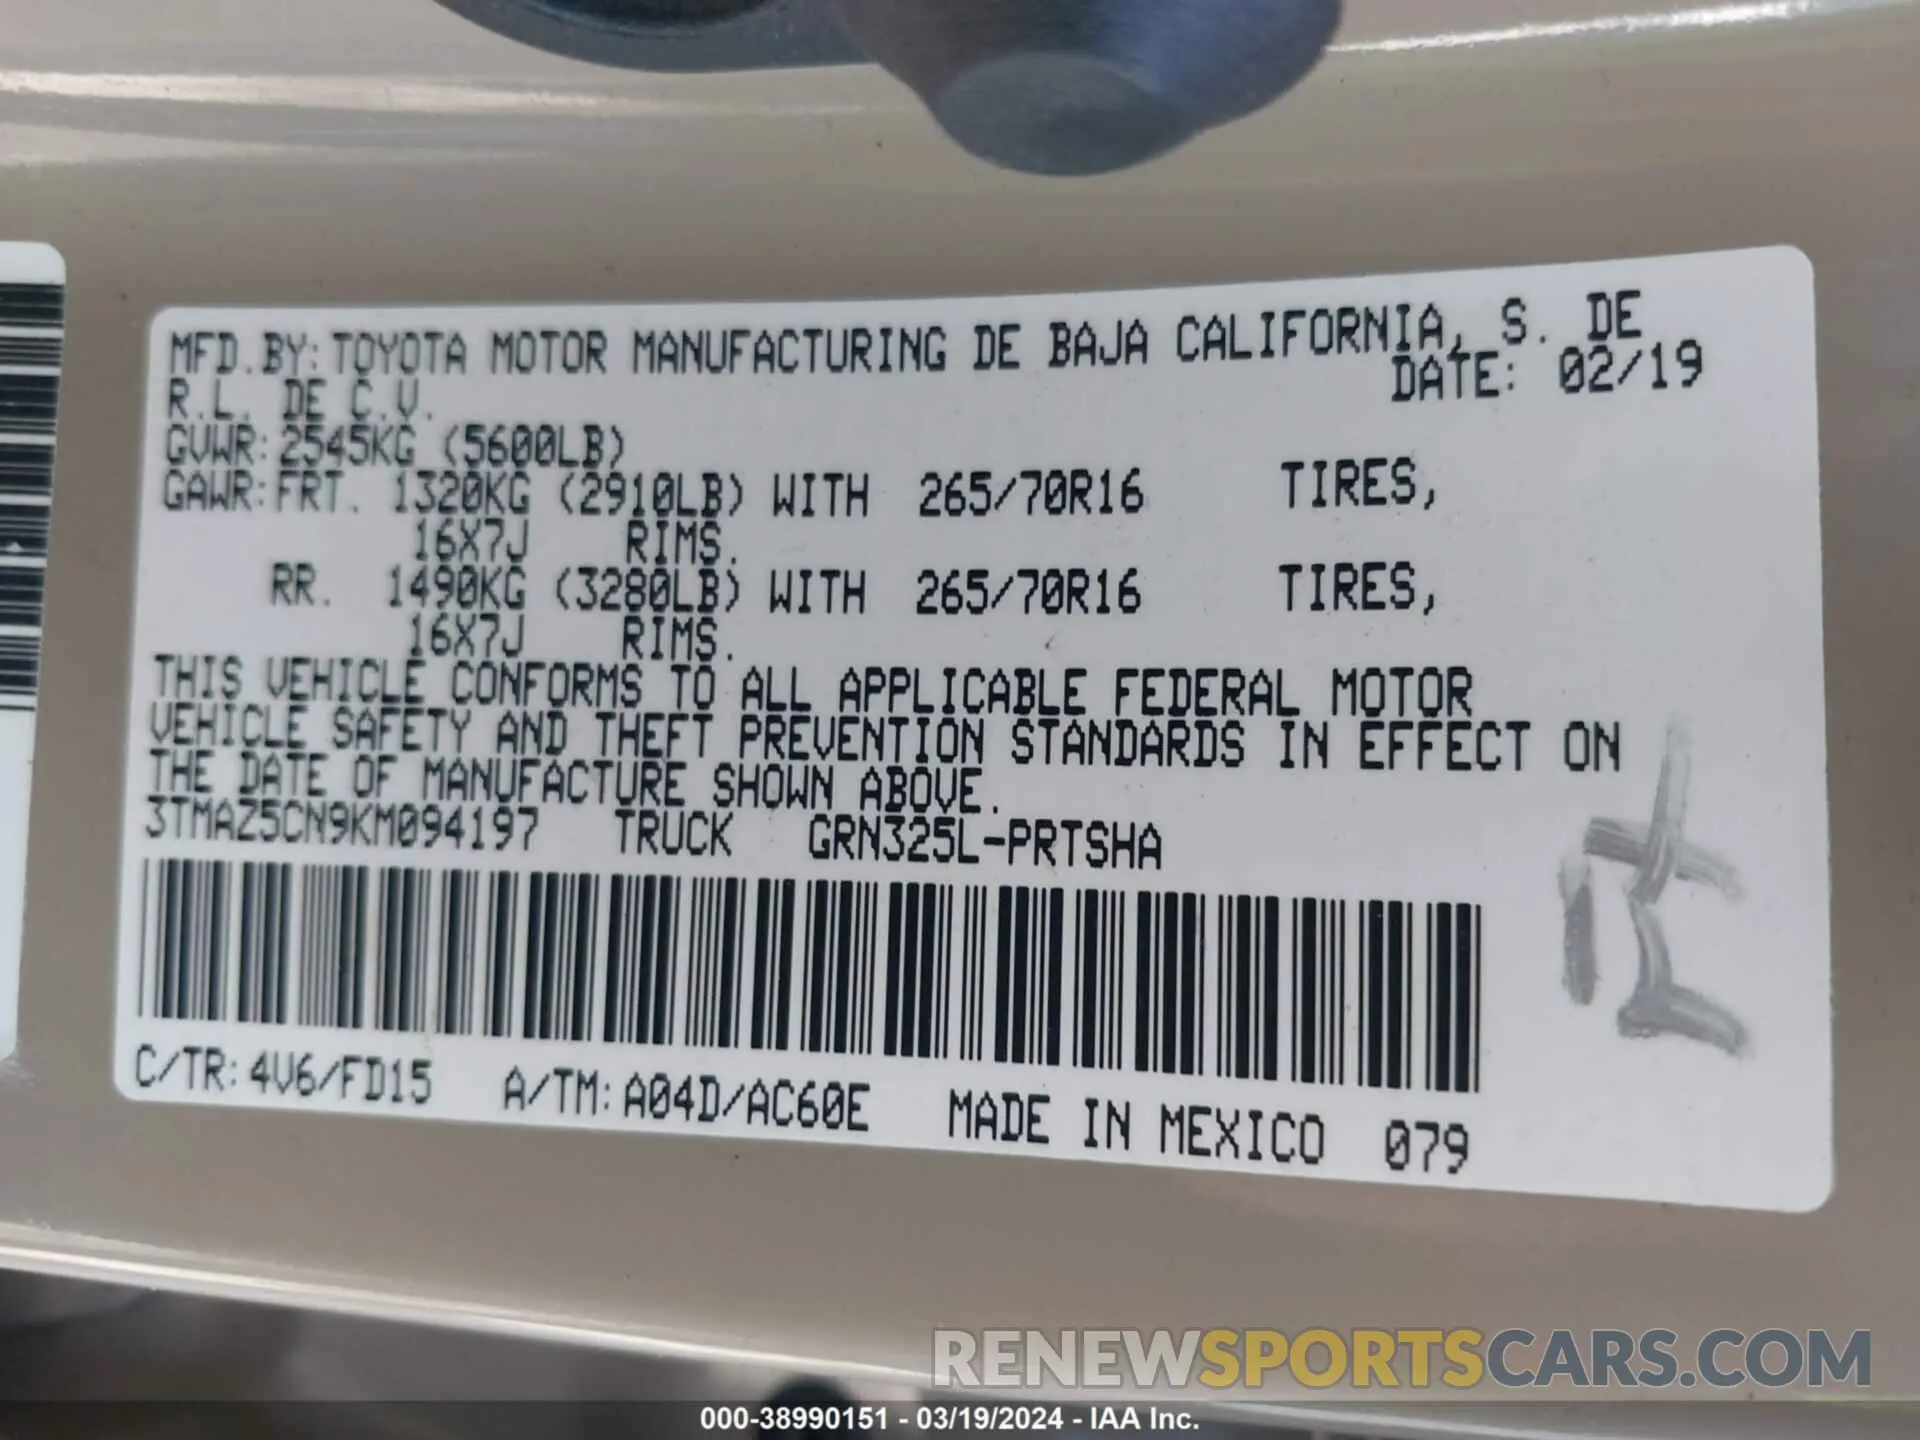 MFD.BY:TOYOTA MOTOR MANUFACTURING DE BAJA CALIFORNIA, S. DE
R.L. DE C.V. DATE: 02/19
GVWR:2545KG (5600LB)
GAWR:FRT. 1320KG (2910LB) WITH 265/70R16 TIRES,
16X7J RIMS.
RR. 1490KG (3280LB) WITH 265/70R16 TIRES,
16X7J RIMS.
THIS VEHICLE CONFORMS TO ALL APPLICABLE FEDERAL MOTOR
VEHICLE SAFETY AND THEFT PREVENTION STANDARDS IN EFFECT ON
THE DATE OF MANUFACTURE SHOWN ABOVE.
3TMAZ5CN9KM094197 TRUCK GRN325L-PRTSHA
C/TR:4V6/FD15 A/TM:A04D/AC60E MADE IN MEXICO 079
RENEWSPORTSCARS.COM
000-38990151 - 03/19/2024 - IAA Inc.